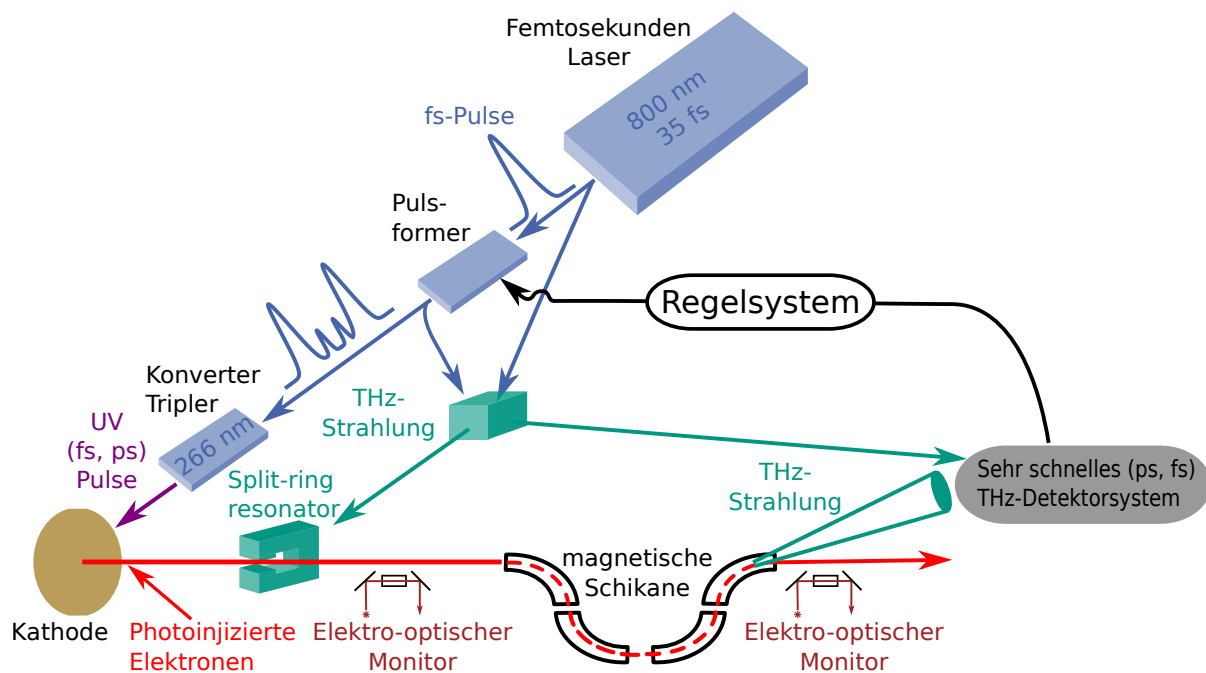 Femtosekunden
Laser
800 nm
35 fs
fs-Pulse
Puls-
former
Regelsystem
Konverter
Tripler
266 nm
UV
(fs, ps)
Pulse
THz-
Strahlung
Split-ring
resonator
THz-
Strahlung
Sehr schnelles (ps, fs)
THz-Detektorsystem
magnetische
Schikane
Kathode
Photoinjizierte
Elektronen
Elektro-optischer
Monitor
Elektro-optischer
Monitor